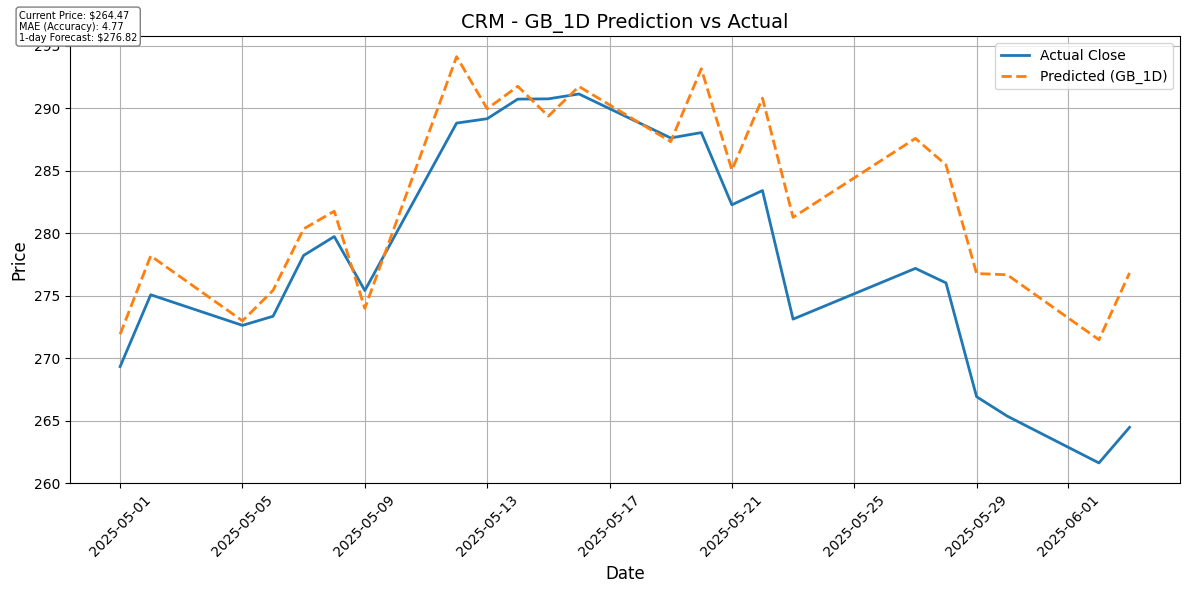 CRM - GB_1D Prediction vs Actual
Current Price: $264.47
MAE (Accuracy): 4.77
1-day Forecast: $276.82
Actual Close
Predicted (GB_1D)
Price
295
290
285
280
275
270
265
260
2025-05-01
2025-05-05
2025-05-09
2025-05-13
2025-05-17
2025-05-21
2025-05-25
2025-05-29
2025-06-01
Date